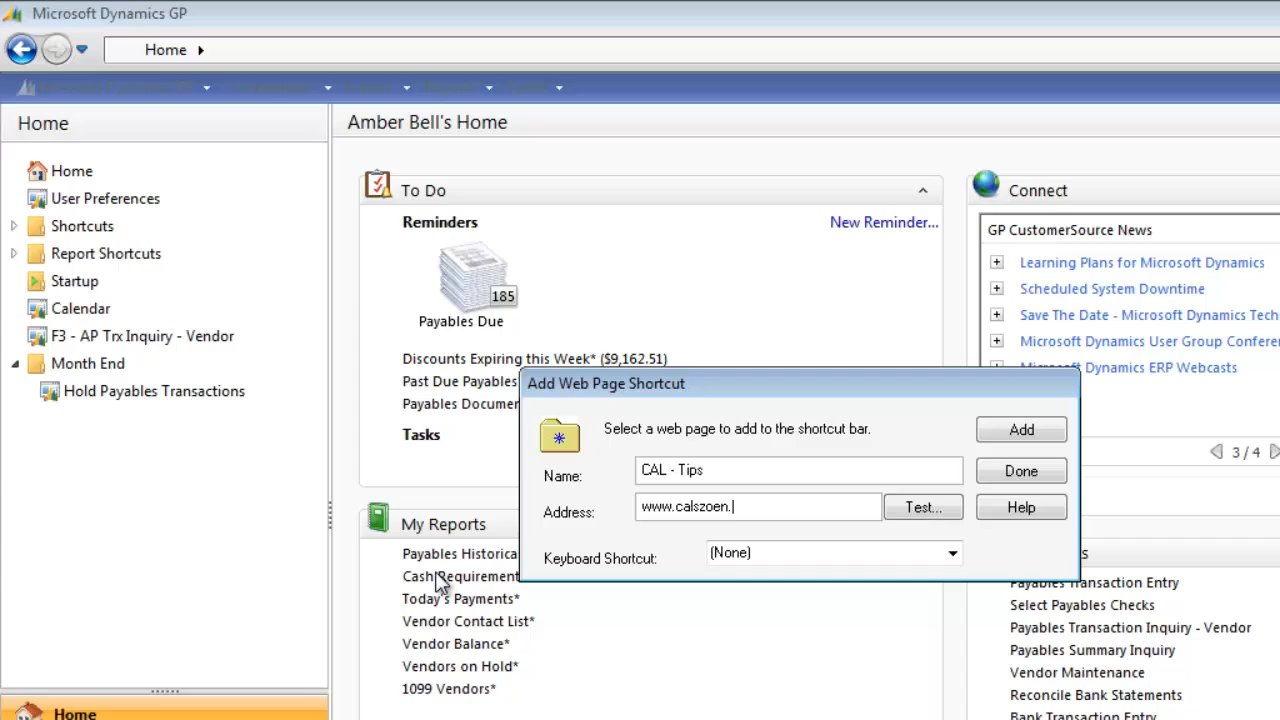 Microsoft Dynamics GP
Home
Home
Amber Bell's Home
Home
User Preferences
Shortcuts
Report Shortcuts
Startup
Calendar
F3 - AP Trx Inquiry - Vendor
Month End
Hold Payables Transactions
Home
To Do
Reminders
New Reminder...
185
Payables Due
Discounts Expiring this Week* ($9,162.51)
Past Due Payables
Payables Documen
Tasks
My Reports
Payables Historica
Cash Requirement
Today's Payments*
Vendor Contact List*
Vendor Balance*
Vendors on Hold*
1099 Vendors*
Add Web Page Shortcut
Select a web page to add to the shortcut bar.
Add
Name: CAL - Tips
Done
Address: www.calszoen.
Test...
Help
Keyboard Shortcut: (None)
Connect
GP CustomerSource News
Learning Plans for Microsoft Dynamics
Scheduled System Downtime
Save The Date - Microsoft Dynamics Tech
Microsoft Dynamics User Group Confere
Microsoft Dynamics ERP Webcasts
3 / 4
Payables Transaction Entry
Select Payables Checks
Payables Transaction Inquiry - Vendor
Payables Summary Inquiry
Vendor Maintenance
Reconcile Bank Statements
Bank Transaction Entry